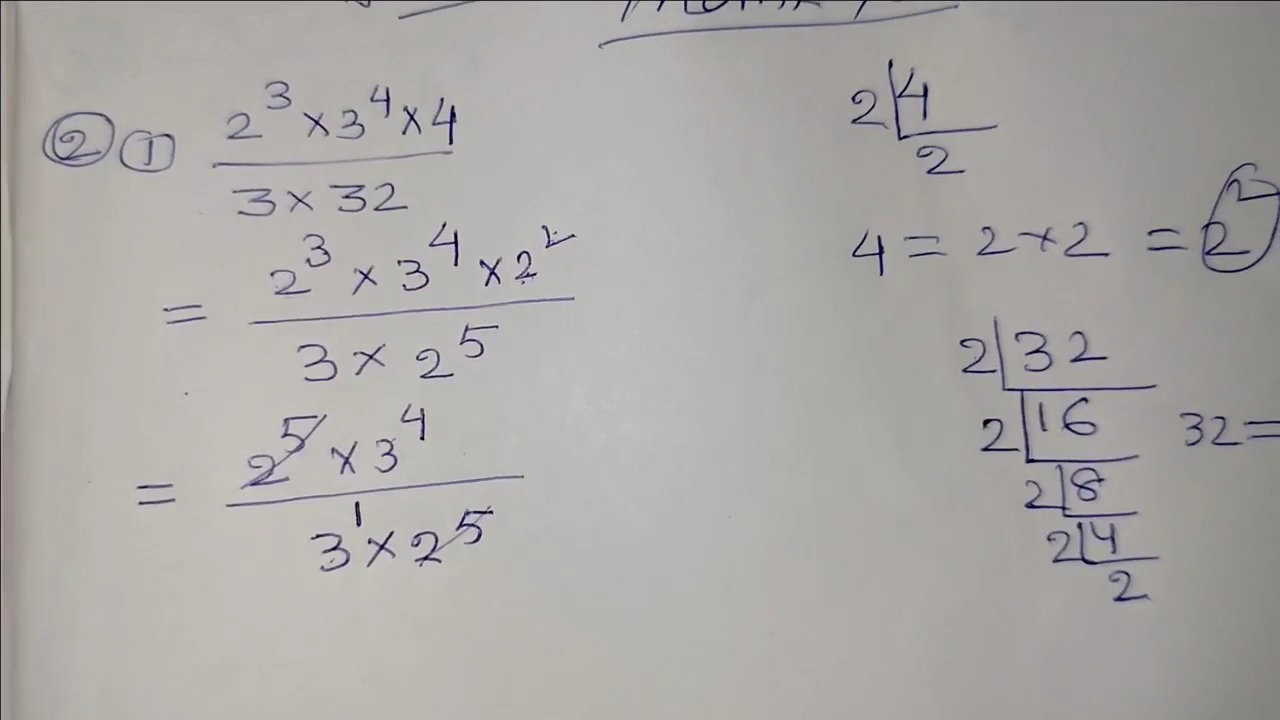 ② ① 2³ × 3⁴ × 4
3 × 32
= 2³ × 3⁴ × 2²
3 × 2⁵
= 2⁵ × 3⁴
3¹ × 2⁵
2 4
2
4 = 2 × 2 = 2²
2 32
2 16
32 =
2 8
2 4
2